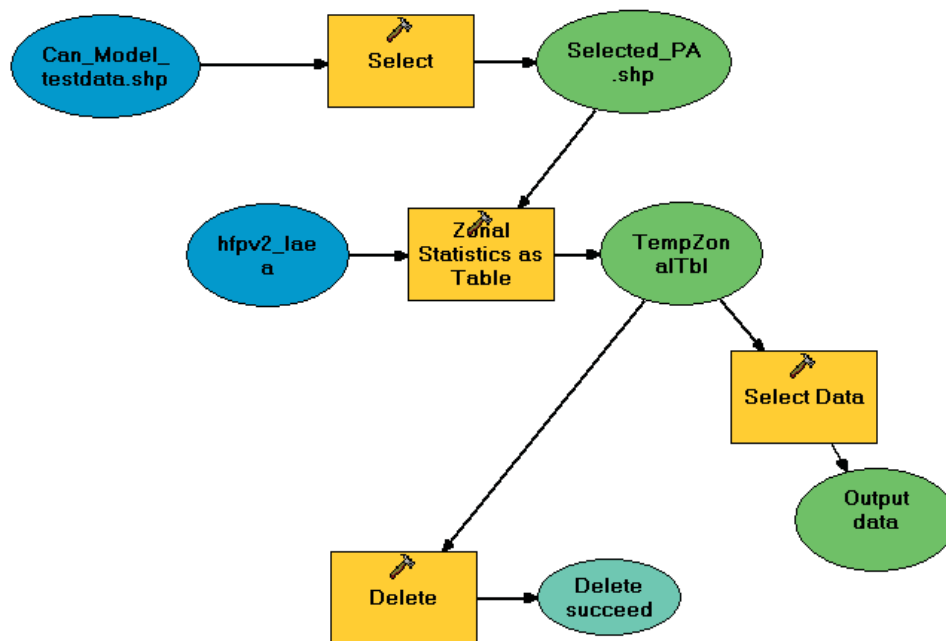 Can_Model_
testdata.shp
Select
Selected_PA
.shp
hfpv2_lae
a
Zonal
Statistics as
Table
TempZon
alTbl
Select Data
Output
data
Delete
Delete
succeed